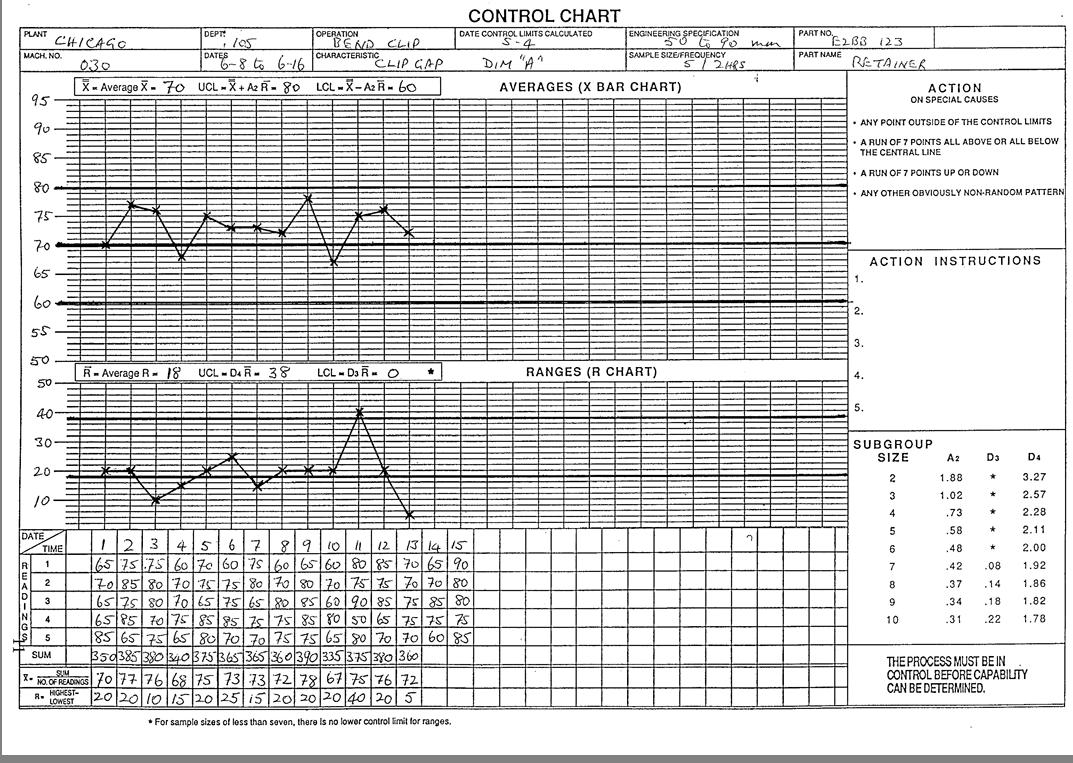 CONTROL CHART
PLANT CHICAGO DEPT. 105 OPERATION BEND CLIP DATE CONTROL LIMITS CALCULATED 5-4 ENGINEERING SPECIFICATION 50 to 90 mm PART NO. E2BB 123
MACH. NO. 030 DATES 6-8 to 6-16 CHARACTERISTIC CLIP GAP DIM "A" SAMPLE SIZE/FREQUENCY 5 / 2 HRS PART NAME RETAINER
X̿ = Average X̄ = 70 UCL = X̿ + A2 R̄ = 80 LCL = X̿ – A2 R̄ = 60 AVERAGES (X BAR CHART)
95
90
85
80
75
70
65
60
55
50
R̄ = Average R = 18 UCL = D4 R̄ = 38 LCL = D3 R̄ = 0 * RANGES (R CHART)
50
40
30
20
10
DATE
TIME 1 2 3 4 5 6 7 8 9 10 11 12 13 14 15
READINGS
1 65 75 75 60 70 60 75 60 65 60 80 85 70 65 90
2 70 85 80 70 75 75 80 70 80 70 75 75 70 70 80
3 65 75 80 70 65 75 65 80 85 60 90 85 75 85 80
4 65 85 70 75 85 85 75 75 85 80 50 65 75 75 75
5 85 65 75 65 80 70 70 75 75 65 80 70 70 60 85
SUM 350 385 380 340 375 365 365 360 390 335 375 380 360
X̄ = SUM NO. OF READINGS 70 77 76 68 75 73 73 72 78 67 75 76 72
R = HIGHEST– LOWEST 20 20 10 15 20 25 15 20 20 20 40 20 5
* For sample sizes of less than seven, there is no lower control limit for ranges.
ACTION
ON SPECIAL CAUSES
• ANY POINT OUTSIDE OF THE CONTROL LIMITS
• A RUN OF 7 POINTS ALL ABOVE OR ALL BELOW
THE CENTRAL LINE
• A RUN OF 7 POINTS UP OR DOWN
• ANY OTHER OBVIOUSLY NON-RANDOM PATTERN
ACTION INSTRUCTIONS
1.
2.
3.
4.
5.
SUBGROUP
SIZE A2 D3 D4
2 1.88 * 3.27
3 1.02 * 2.57
4 .73 * 2.28
5 .58 * 2.11
6 .48 * 2.00
7 .42 .08 1.92
8 .37 .14 1.86
9 .34 .18 1.82
10 .31 .22 1.78
THE PROCESS MUST BE IN
CONTROL BEFORE CAPABILITY
CAN BE DETERMINED.